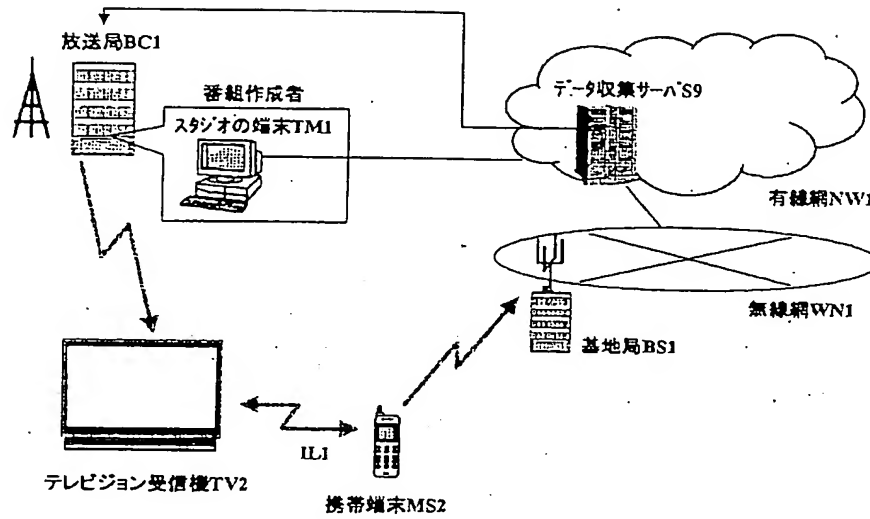 放送局BC1
番組作成者
スタジオの端末TM1
データ収集サーバS9
有線網NW1
無線網WN1
基地局BS1
IL1
テレビジョン受信機TV2
携帯端末MS2